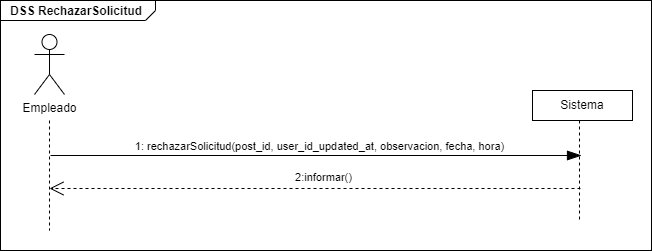 DSS RechazarSolicitud
Empleado
Sistema
1: rechazarSolicitud(post_id, user_id_updated_at, observacion, fecha, hora)
2:informar()